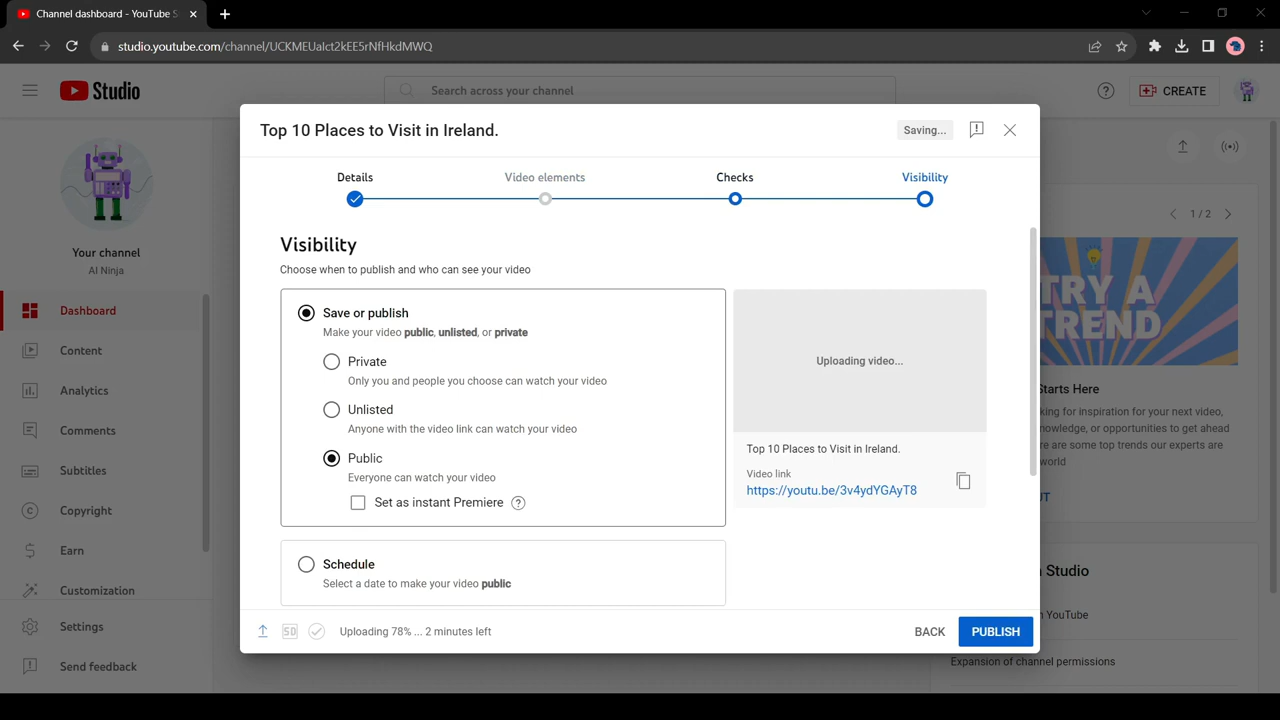 Channel dashboard - YouTube S
studio.youtube.com/channel/UCKMEUaIct2kEE5rNfHkdMWQ
Studio
Search across your channel
CREATE
Top 10 Places to Visit in Ireland.
Saving...
Details
Video elements
Checks
Visibility
Your channel
AI Ninja
Dashboard
Content
Analytics
Comments
Subtitles
Copyright
Earn
Customization
Settings
Send feedback
Visibility
Choose when to publish and who can see your video
Save or publish
Make your video public, unlisted, or private
Private
Only you and people you choose can watch your video
Unlisted
Anyone with the video link can watch your video
Public
Everyone can watch your video
Set as instant Premiere
Schedule
Select a date to make your video public
Uploading video...
Top 10 Places to Visit in Ireland.
Video link
https://youtu.be/3v4ydYGAyT8
SD
Uploading 78% ... 2 minutes left
BACK
PUBLISH
1 / 2
TRY A
TREND
Starts Here
king for inspiration for your next video,
nowledge, or opportunities to get ahead
re are some top trends our experts are
world
UT
Studio
YouTube
Expansion of channel permissions